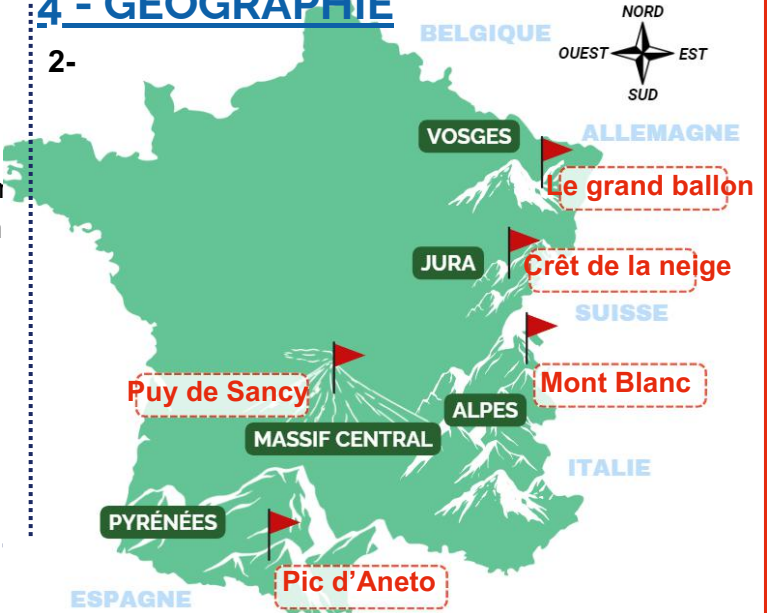 4 - GÉOGRAPHIE
2-
NORD
OUEST
EST
SUD
BELGIQUE
VOSGES
ALLEMAGNE
Le grand ballon
JURA
Crêt de la neige
SUISSE
Mont Blanc
Puy de Sancy
ALPES
MASSIF CENTRAL
ITALIE
PYRÉNÉES
Pic d’Aneto
ESPAGNE